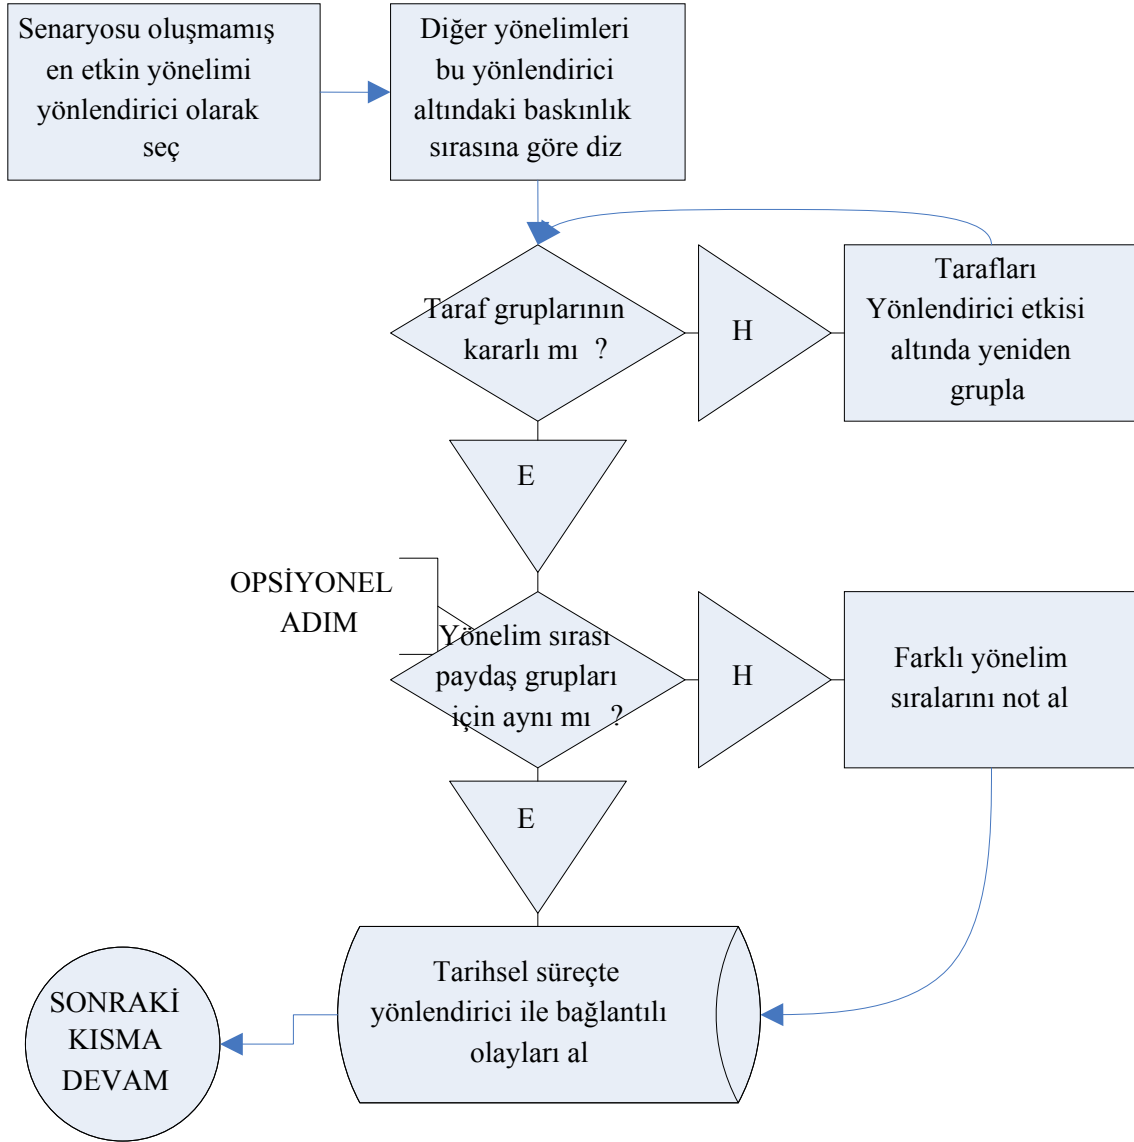 Senaryosu oluşmamış
en etkin yönelimi
yönlendirici olarak
seç
Diğer yönelimleri
bu yönlendirici
altındaki baskınlık
sırasına göre diz
Taraf gruplarının
kararlı mı ?
H
Tarafları
Yönlendirici etkisi
altında yeniden
grupla
E
OPSİYONEL
ADIM
Yönelim sırası
paydaş grupları
için aynı mı ?
H
Farklı yönelim
sıralarını not al
E
Tarihsel süreçte
yönlendirici ile bağlantılı
olayları al
SONRAKİ
KISMA
DEVAM